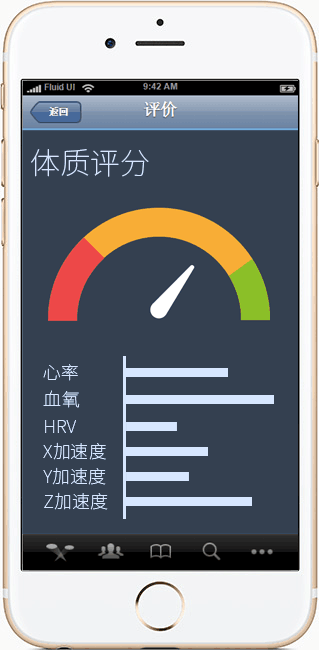 Fluid UI 9:42 AM
返回 评价
体质评分
心率
血氧
HRV
X加速度
Y加速度
Z加速度